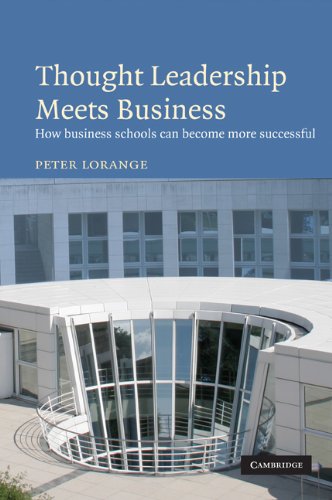 Thought Leadership
Meets Business
How business schools can become more successful
PETER LORANGE
CAMBRIDGE